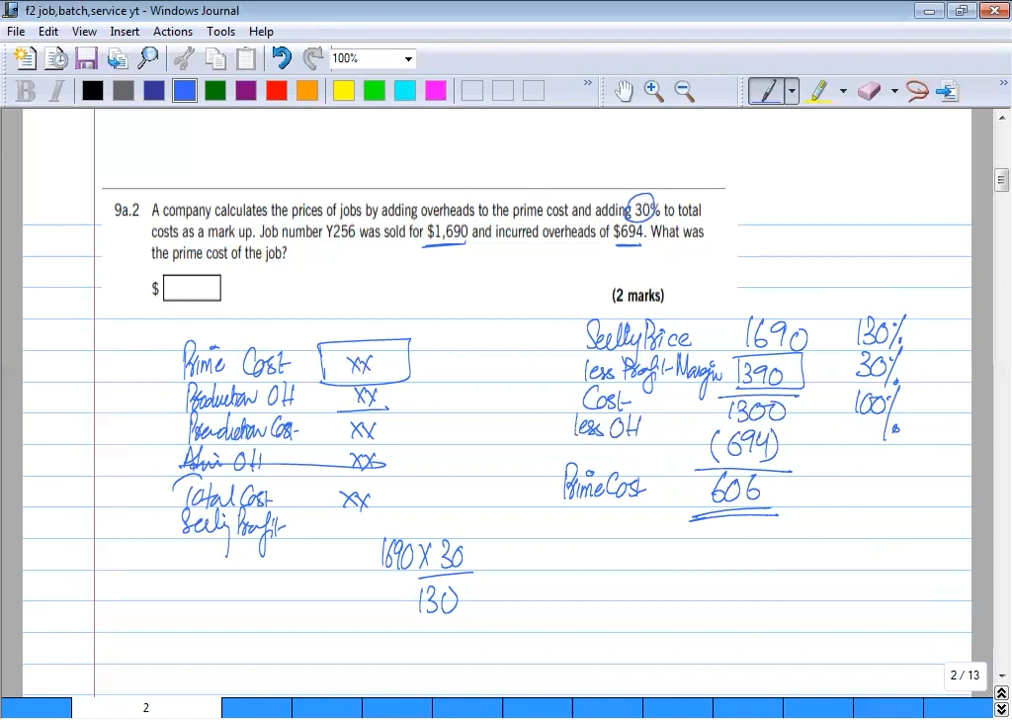 f2 job,batch,service yt - Windows Journal
File Edit View Insert Actions Tools Help
100%
B I
9a.2 A company calculates the prices of jobs by adding overheads to the prime cost and adding 30% to total
costs as a mark up. Job number Y256 was sold for $1,690 and incurred overheads of $694. What was
the prime cost of the job?
$
(2 marks)
Prime Cost XX
Production OH XX
Production Cost XX
Admin OH XX
Total Cost XX
Selling Profit
1690 X 30
130
Selling Price 1690 130%
less Profit-Margin 390 30%
Cost 1300 100%
less OH (694)
Prime Cost 606
2 / 13
2